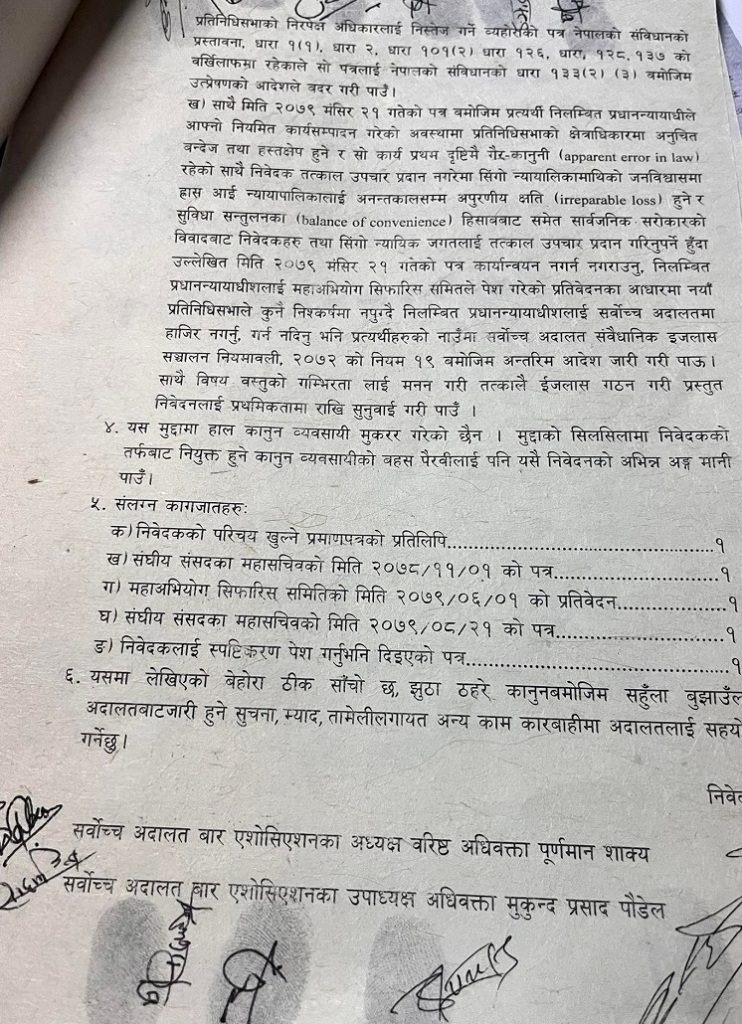 प्रतिनिधिसभाको निरपेक्ष अधिकारलाई निस्तेज गर्ने व्यहोराको पत्र नेपालको संविधानको
प्रस्तावना, धारा १(१), धारा २, धारा १०१(२) धारा १२६, धारा, १२८, १३७ को
बर्खिलाफमा रहेकाले सो पत्रलाई नेपालको संविधानको धारा १३३(२) (३) बमोजिम
उत्प्रेषणको आदेशले बदर गरी पाउँ।
ख) साथै मिति २०७९ मंसिर २१ गतेको पत्र बमोजिम प्रत्यर्थी निलम्बित प्रधानन्यायाधीले
आफ्नो नियमित कार्यसम्पादन गरेको अवस्थामा प्रतिनिधिसभाको क्षेत्राधिकारमा अनुचित
बन्देज तथा हस्तक्षेप हुने र सो कार्य प्रथम दृष्टिमै गैर-कानुनी (apparent error in law)
रहेको साथै निवेदक तत्काल उपचार प्रदान नगरेमा सिंगो न्यायालिकामाथिको जनविश्वासमा
ह्रास आई न्यायापालिकालाई अनन्तकालसम्म अपुरणीय क्षति (irreparable loss) हुने र
सुविधा सन्तुलनका (balance of convenience) हिसाबबाट समेत सार्वजनिक सरोकारको
विवादबाट निवेदकहरु तथा सिंगो न्यायिक जगतलाई तत्काल उपचार प्रदान गरिनुपर्ने हुँदा
उल्लेखित मिति २०७९ मंसिर २१ गतेको पत्र कार्यान्वयन नगर्न नगराउनु, निलम्बित
प्रधानन्यायाधीशलाई महाअभियोग सिफारिस समितले पेश गरेको प्रतिवेदनका आधारमा नयाँ
प्रतिनिधिसभाले कुनै निश्कर्षमा नपुग्दै निलम्बित प्रधानन्यायाधीशलाई सर्वोच्च अदालतमा
हाजिर नगर्नु, गर्न नदिनु भनि प्रत्यर्थीहरुको नाउँमा सर्वोच्च अदालत संवैधानिक इजलास
सञ्चालन नियमावली, २०७२ को नियम १९ बमोजिम अन्तरिम आदेश जारी गरी पाऊ।
साथै विषय वस्तुको गम्भिरता लाई मनन गरी तत्कालै ईजलास गठन गरी प्रस्तुत
निवेदनलाई प्रथमिकतामा राखि सुनुवाई गरी पाउँ ।
४. यस मुद्दामा हाल कानुन व्यवसायी मुकरर गरेको छैन । मुद्दाको सिलसिलामा निवेदकको
तर्फबाट नियुक्त हुने कानुन व्यवसायीको बहस पैरवीलाई पनि यसै निवेदनको अभिन्न अङ्ग मानी
पाउँ।
५. संलग्न कागजातहरु:
क) निवेदकको परिचय खुल्ने प्रमाणपत्रको प्रतिलिपि.............................................१
ख) संघीय संसदका महासचिवको मिति २०७८/११/०१ को पत्र..........................१
ग) महाअभियोग सिफारिस समितिको मिति २०७९/०६/०१ को प्रतिवेदन..................१
घ) संघीय संसदका महासचिवको मिति २०७९/०८/२१ को पत्र..........................१
ङ) निवेदकलाई स्पष्टिकरण पेश गर्नुभनि दिइएको पत्र..........................................१
६. यसमा लेखिएको बेहोरा ठीक साँचो छ, झुठा ठहरे कानुनबमोजिम सहुँला बुझाउँल
अदालतबाटजारी हुने सुचना, म्याद, तामेलीलगायत अन्य काम कारबाहीमा अदालतलाई सहयो
गर्नेछु।
निवेद
सर्वोच्च अदालत बार एशोसिएशनका अध्यक्ष वरिष्ट अधिवक्ता पूर्णमान शाक्य
सर्वोच्च अदालत बार एशोसिएशनका उपाध्यक्ष अधिवक्ता मुकुन्द प्रसाद पौडेल